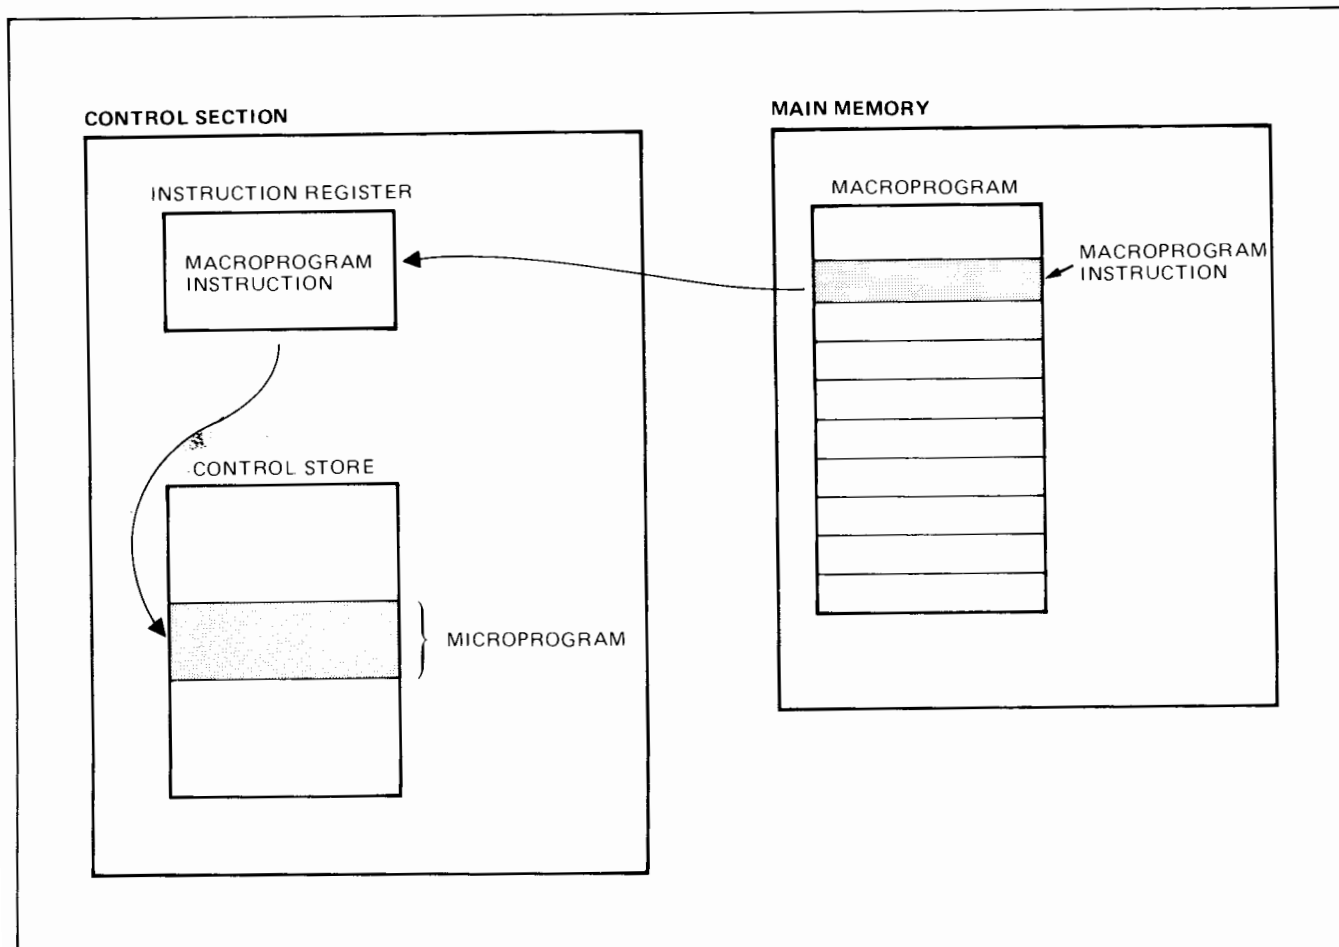 CONTROL SECTION
INSTRUCTION REGISTER
MACROPROGRAM
INSTRUCTION
CONTROL STORE
MICROPROGRAM
MAIN MEMORY
MACROPROGRAM
MACROPROGRAM
INSTRUCTION